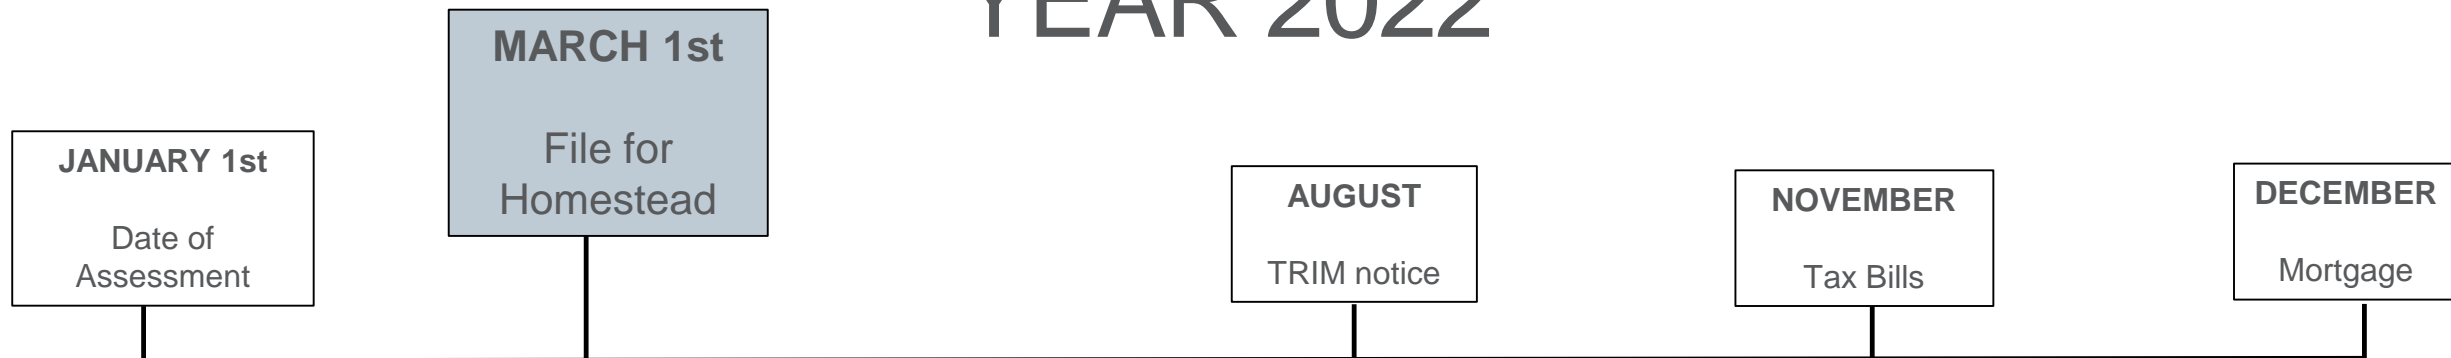 YEAR 2022
MARCH 1st
File for
Homestead
JANUARY 1st
Date of
Assessment
AUGUST
TRIM notice
NOVEMBER
Tax Bills
DECEMBER
Mortgage